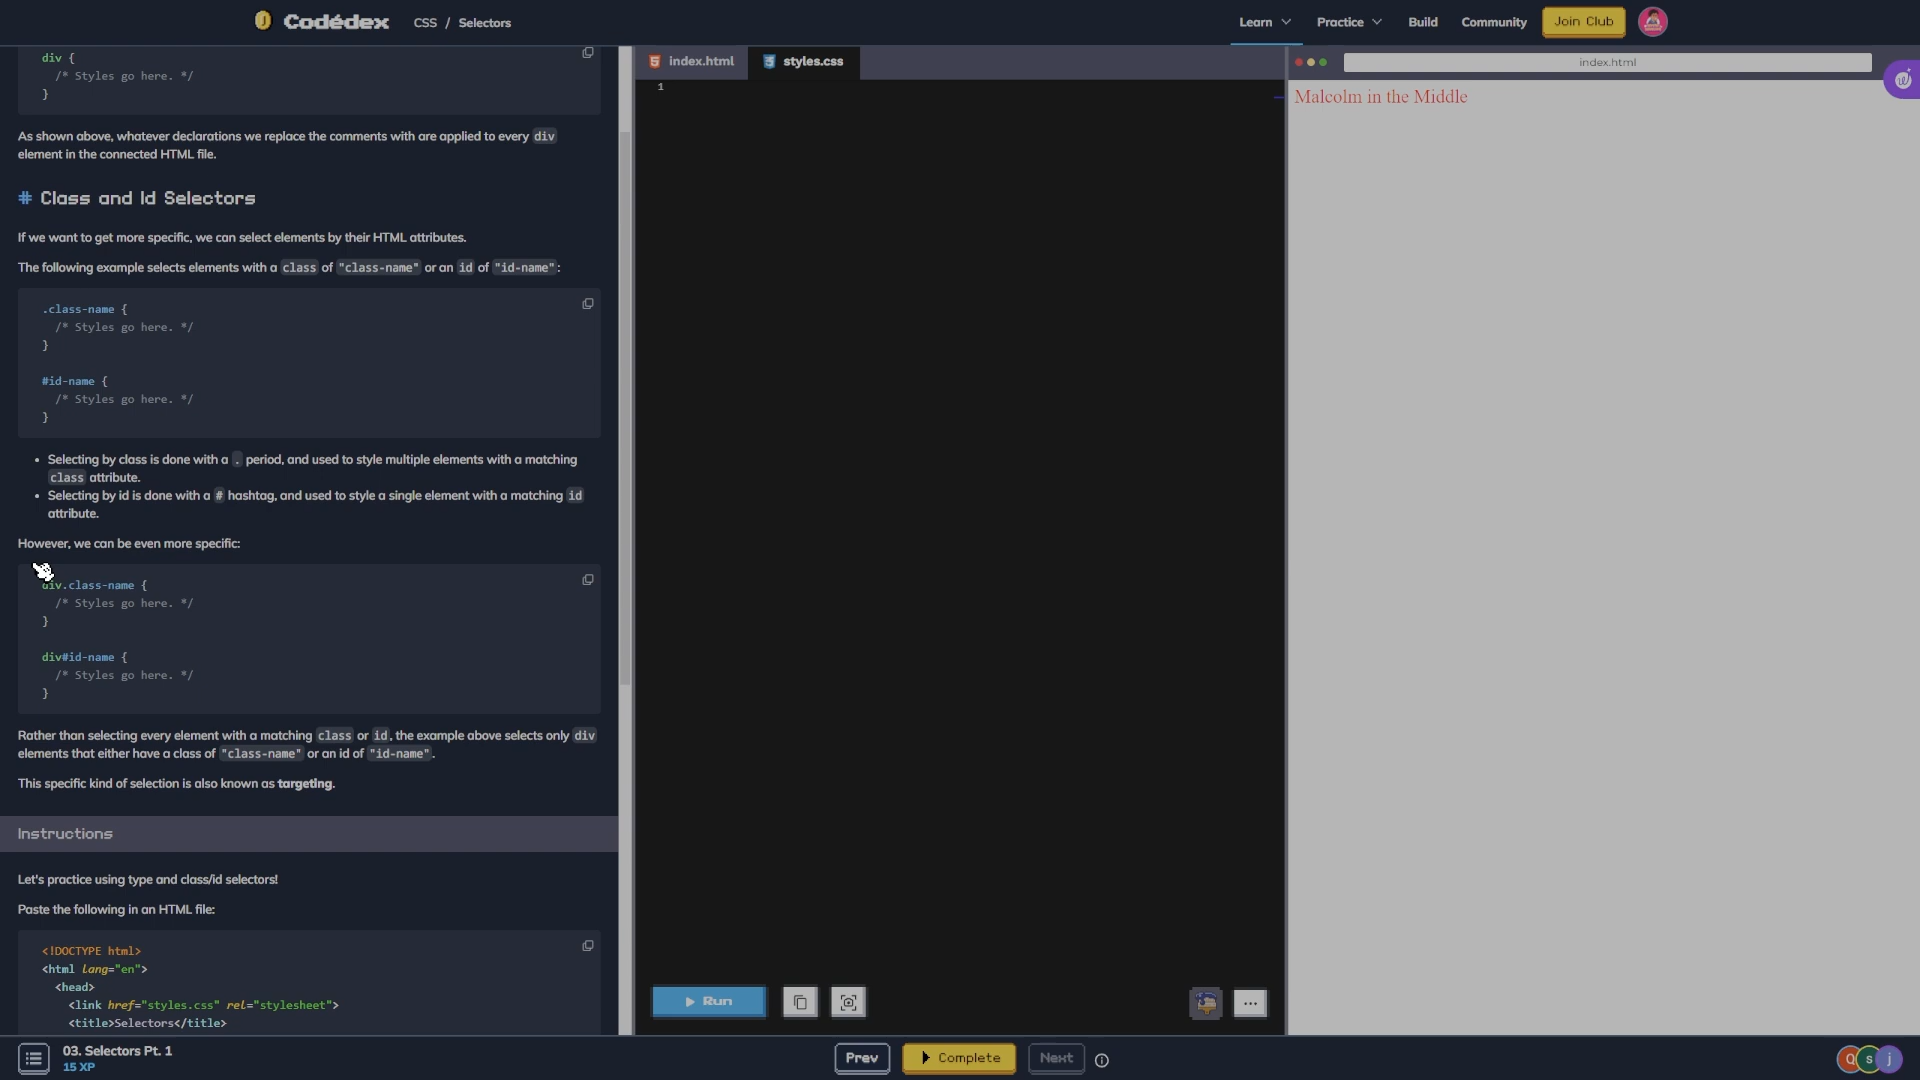 Codédex
CSS / Selectors
Learn
Practice
Build
Community
Join Club
div {
/* Styles go here. */
}
As shown above, whatever declarations we replace the comments with are applied to every div
element in the connected HTML file.
# Class and Id Selectors
If we want to get more specific, we can select elements by their HTML attributes.
The following example selects elements with a class of "class-name" or an id of "id-name":
.class-name {
/* Styles go here. */
}
#id-name {
/* Styles go here. */
}
• Selecting by class is done with a . period, and used to style multiple elements with a matching
class attribute.
• Selecting by id is done with a # hashtag, and used to style a single element with a matching id
attribute.
However, we can be even more specific:
div.class-name {
/* Styles go here. */
}
div#id-name {
/* Styles go here. */
}
Rather than selecting every element with a matching class or id, the example above selects only div
elements that either have a class of "class-name" or an id of "id-name".
This specific kind of selection is also known as targeting.
Instructions
Let's practice using type and class/id selectors!
Paste the following in an HTML file:
<!DOCTYPE html>
<html lang="en">
<head>
<link href="styles.css" rel="stylesheet">
<title>Selectors</title>
index.html
styles.css
1
Run
index.html
Malcolm in the Middle
03. Selectors Pt. 1
15 XP
Prev
Complete
Next
Q s j